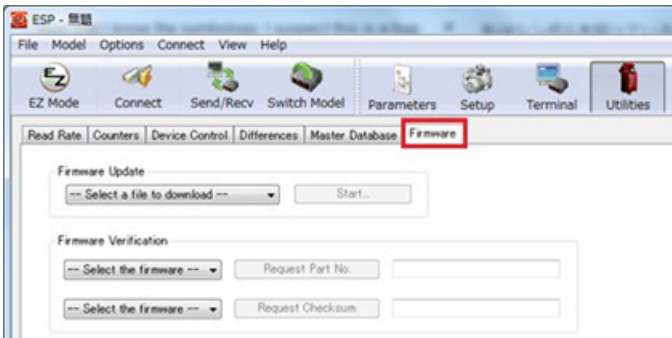 ESP - 無題
File Model Options Connect View Help
EZ Mode Connect Send/Recv Switch Model Parameters Setup Terminal Utilities
Read Rate Counters Device Control Differences Master Database Firmware
Firmware Update
-- Select a file to download -- Start...
Firmware Verification
-- Select the firmware -- Request Part No.
-- Select the firmware -- Request Checksum